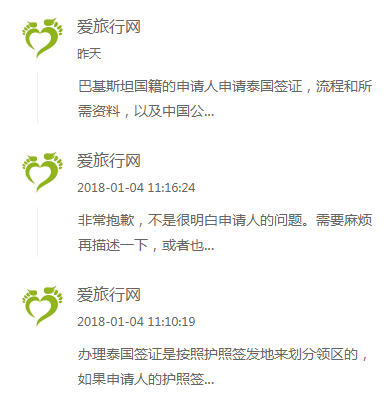 爱旅行网
昨天
巴基斯坦国籍的申请人申请泰国签证，流程和所
需资料，以及中国公...
爱旅行网
2018-01-04 11:16:24
非常抱歉，不是很明白申请人的问题。需要麻烦
再描述一下，或者也...
爱旅行网
2018-01-04 11:10:19
办理泰国签证是按照护照签发地来划分领区的，
如果申请人的护照签...